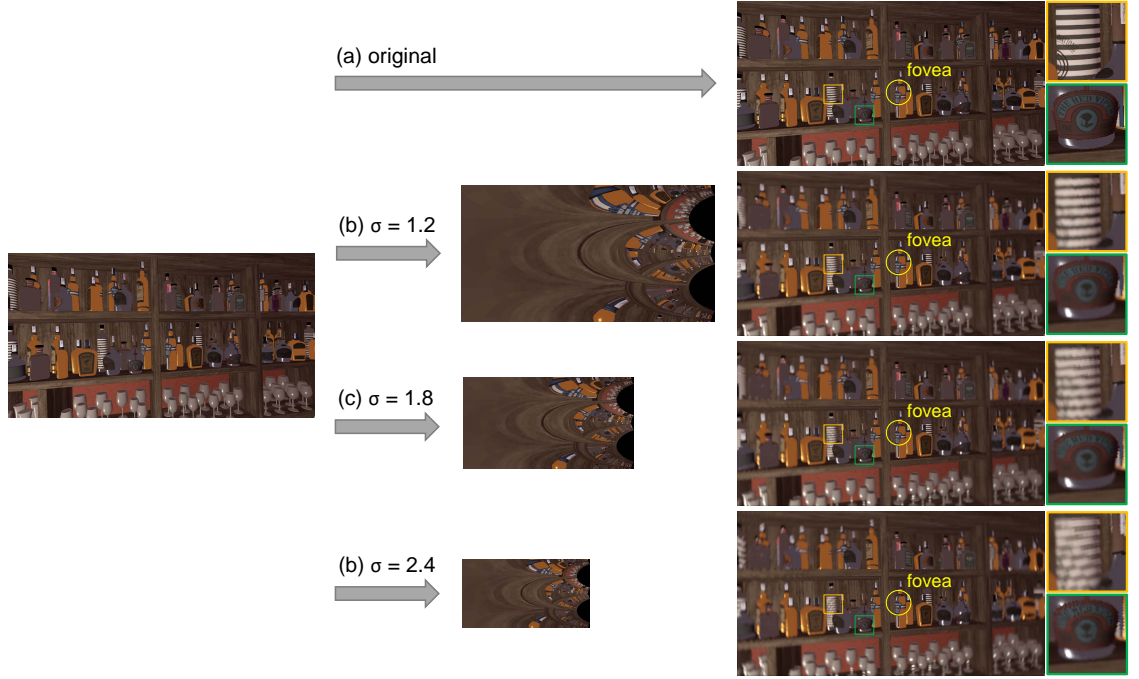 (a) original
fovea
(b) σ = 1.2
fovea
(c) σ = 1.8
fovea
(b) σ = 2.4
fovea